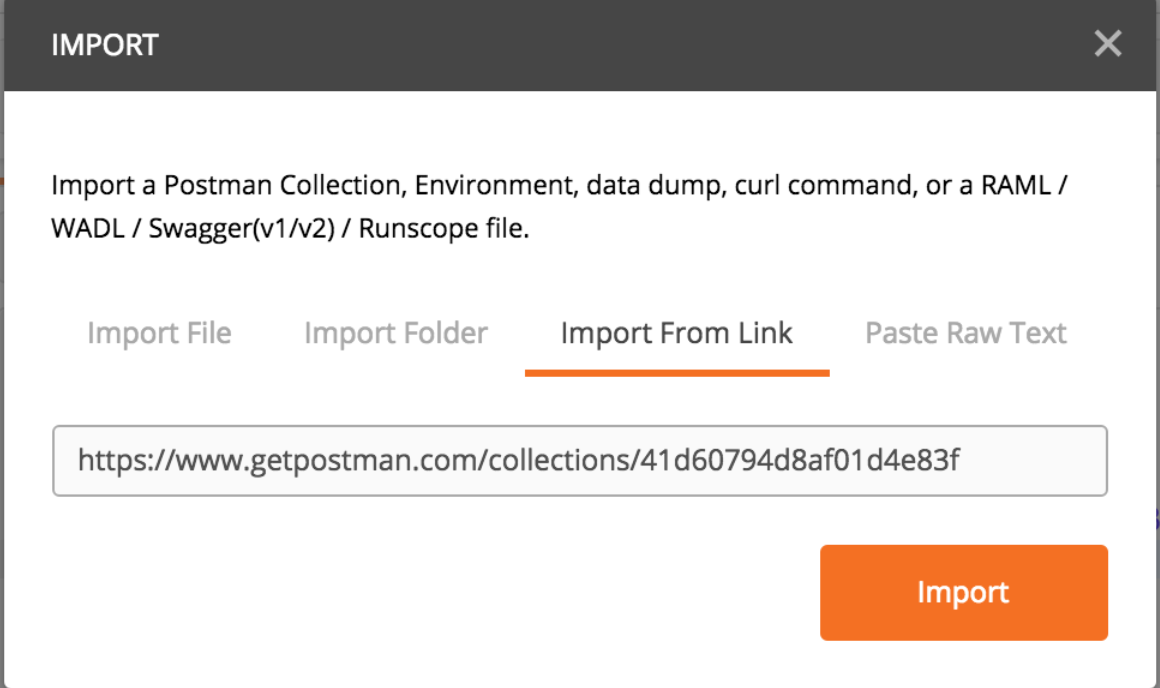 IMPORT
Import a Postman Collection, Environment, data dump, curl command, or a RAML /
WADL / Swagger(v1/v2) / Runscope file.
Import File Import Folder Import From Link Paste Raw Text
https://www.getpostman.com/collections/41d60794d8af01d4e83f
Import